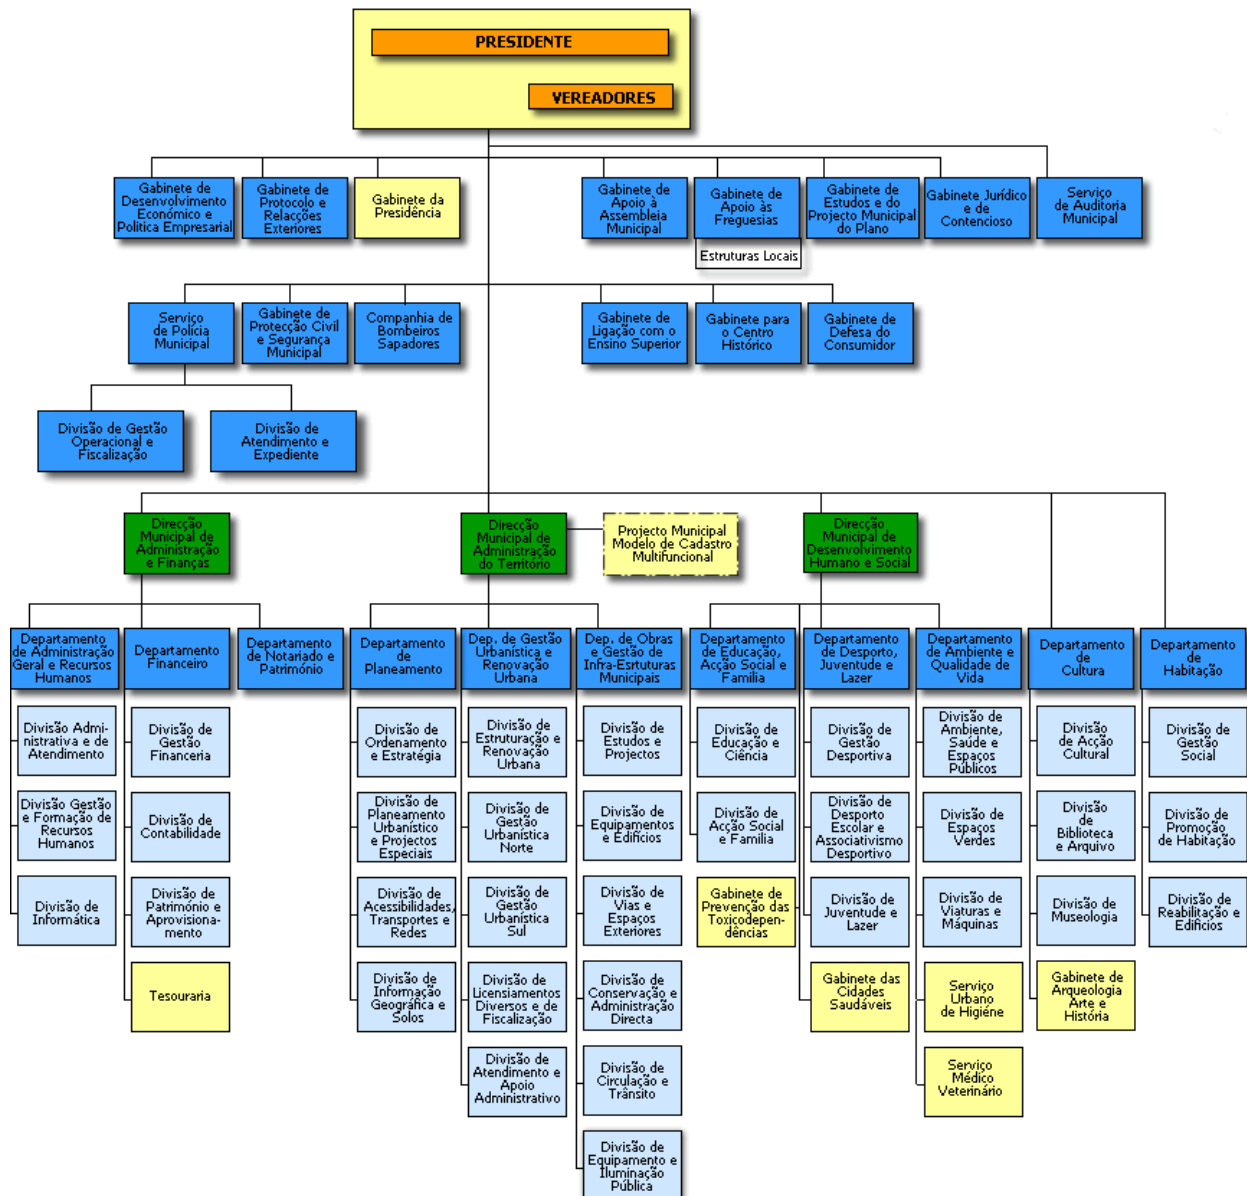 PRESIDENTE
VEREADORES
Gabinete de
Desenvolvimento
Económico e
Politica Empresarial
Gabinete de
Protocolo e
Relacções
Exteriores
Gabinete da
Presidência
Gabinete de
Apoio à
Assembleia
Municipal
Gabinete de
Apoio às
Freguesias
Estruturas Locais
Gabinete de
Estudos e do
Projecto Municipal
do Plano
Gabinete Jurídico
e de
Contencioso
Serviço
de Auditoria
Municipal
Serviço
de Polícia
Municipal
Gabinete de
Protecção Civil
e Segurança
Municipal
Companhia de
Bombeiros
Sapadores
Gabinete de
Ligação com o
Ensino Superior
Gabinete para
o Centro
Histórico
Gabinete de
Defesa do
Consumidor
Divisão de Gestão
Operacional e
Fiscalização
Divisão de
Atendimento e
Expediente
Direcção
Municipal de
Administração
e Finanças
Direcção
Municipal de
Administração
do Território
Projecto Municipal
Modelo de Cadastro
Multifuncional
Direcção
Municipal de
Desenvolvimento
Humano e Social
Departamento
de Administração
Geral e Recursos
Humanos
Departamento
Financeiro
Departamento
de Notariado e
Património
Departamento
de
Planeamento
Dep. de Gestão
Urbanística e
Renovação
Urbana
Dep. de Obras
e Gestão de
Infra-Esrtuturas
Municipais
Departamento
de Educação,
Acção Social e
Familia
Departamento
de Desporto,
Juventude e
Lazer
Departamento
de Ambiente e
Qualidade de
Vida
Departamento
de
Cultura
Departamento
de
Habitação
Divisão Admi-
nistrativa e de
Atendimento
Divisão Gestão
e Formação de
Recursos
Humanos
Divisão de
Informática
Divisão de
Gestão
Financeria
Divisão de
Contabilidade
Divisão de
Património e
Aprovisiona-
mento
Tesouraria
Divisão de
Ordenamento
e Estratégia
Divisão de
Planeamento
Urbanístico
e Projectos
Especiais
Divisão de
Acessibilidades,
Transportes e
Redes
Divisão de
Informação
Geográfica e
Solos
Divisão de
Estruturação e
Renovação
Urbana
Divisão de
Gestão
Urbanística
Norte
Divisão de
Gestão
Urbanística
Sul
Divisão de
Licensiamentos
Diversos e de
Fiscalização
Divisão de
Atendimento e
Apoio
Administrativo
Divisão de
Estudos e
Projectos
Divisão de
Equipamentos e
Edifícios
Divisão de
Vias e
Espaços
Exteriores
Divisão de
Conservação e
Administração
Directa
Divisão de
Circulação e
Trânsito
Divisão de
Equipamento e
Iluminação
Pública
Divisão de
Educação e
Ciência
Divisão de
Acção Social
e Familia
Gabinete de
Prevenção das
Toxicodepen-
dências
Divisão de
Gestão
Desportiva
Divisão de
Desporto
Escolar e
Associativismo
Desportivo
Divisão de
Juventude e
Lazer
Gabinete das
Cidades
Saudáveis
Divisão de
Ambiente,
Saúde e
Espaços
Públicos
Divisão de
Espaços
Verdes
Divisão de
Viaturas e
Máquinas
Serviço
Urbano
de Higiéne
Serviço
Médico
Veterinário
Divisão
de Acção
Cultural
Divisão
de
Biblioteca
e Arquivo
Divisão de
Museologia
Gabinete de
Arqueologia
Arte e
História
Divisão de
Gestão
Social
Divisão de
Promoção
de Habitação
Divisão de
Reabilitação e
Edificios